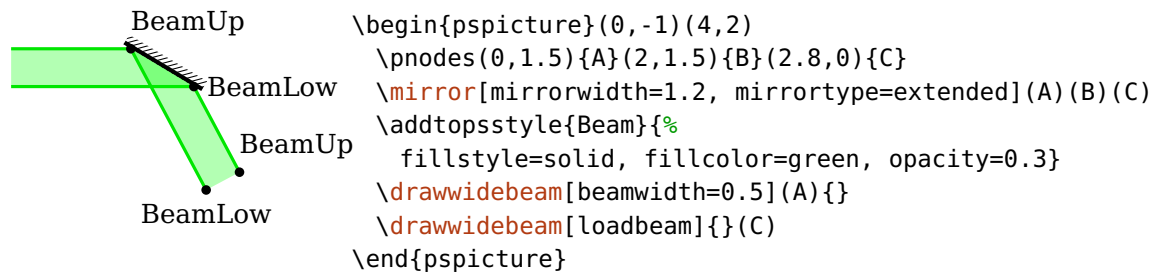 BeamUp
BeamLow
BeamUp
BeamLow
\begin{pspicture}(0,-1)(4,2)
  \pnodes(0,1.5){A}(2,1.5){B}(2.8,0){C}
  \mirror[mirrorwidth=1.2, mirrortype=extended](A)(B)(C)
  \addtopsstyle{Beam}{%
    fillstyle=solid, fillcolor=green, opacity=0.3}
  \drawwidebeam[beamwidth=0.5](A){}
  \drawwidebeam[loadbeam]{}(C)
\end{pspicture}